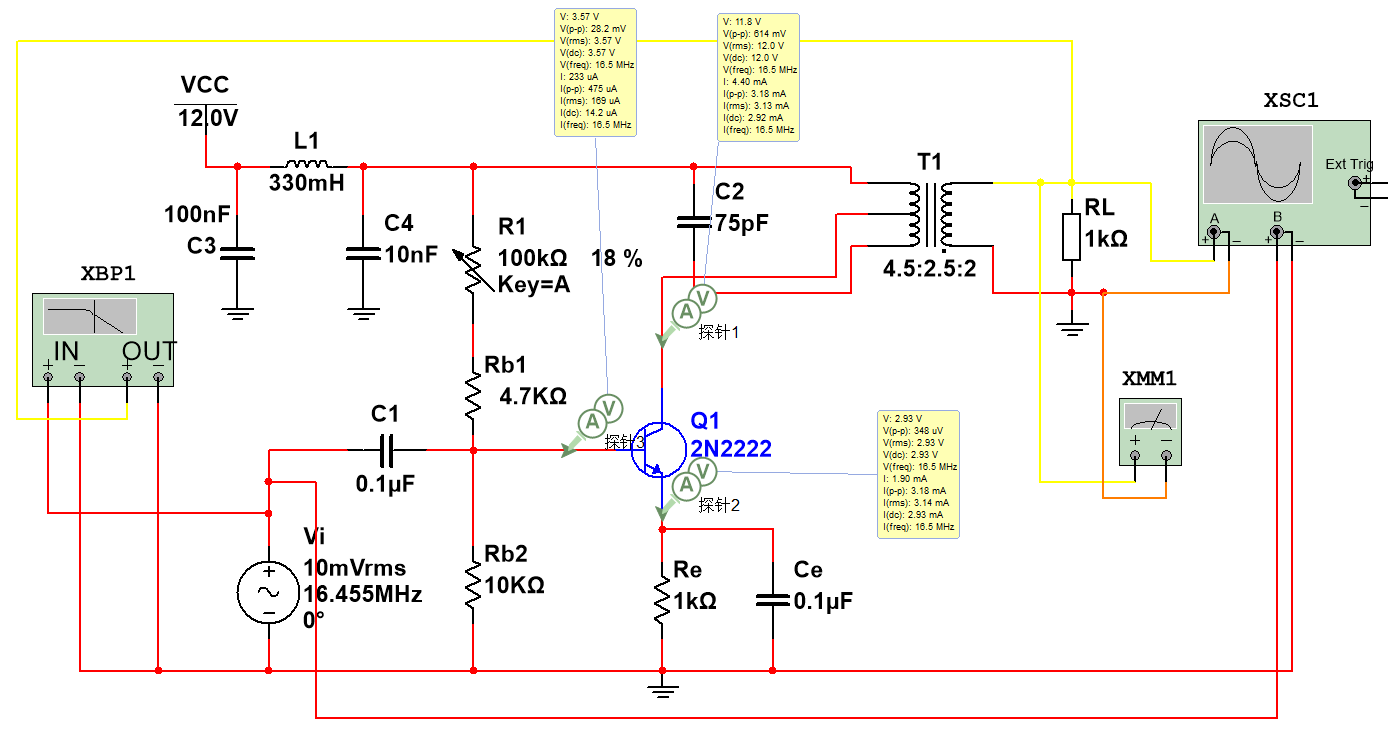 V: 3.57 V
V(p-p): 28.2 mV
V(rms): 3.57 V
V(dc): 3.57 V
V(freq): 16.5 MHz
I: 233 uA
I(p-p): 475 uA
I(rms): 169 uA
I(dc): 14.2 uA
I(freq): 16.5 MHz
V: 11.8 V
V(p-p): 614 mV
V(rms): 12.0 V
V(dc): 12.0 V
V(freq): 16.5 MHz
I: 4.40 mA
I(p-p): 3.18 mA
I(rms): 3.13 mA
I(dc): 2.92 mA
I(freq): 16.5 MHz
VCC
12.0V
L1
330mH
XSC1
Ext Trig
+
−
A
B
+ − + −
T1
4.5:2.5:2
100nF
C3
C4
10nF
R1
100kΩ
Key=A
18 %
C2
75pF
RL
1kΩ
XBP1
IN
OUT
+ − + −
A
V
探针1
Rb1
4.7KΩ
XMM1
+ −
C1
0.1µF
A
V
探针3
Q1
2N2222
A
V
探针2
V: 2.93 V
V(p-p): 348 uV
V(rms): 2.93 V
V(dc): 2.93 V
V(freq): 16.5 MHz
I: 1.90 mA
I(p-p): 3.18 mA
I(rms): 3.14 mA
I(dc): 2.93 mA
I(freq): 16.5 MHz
Vi
10mVrms
16.455MHz
0°
+
−
Rb2
10KΩ
Re
1kΩ
Ce
0.1µF